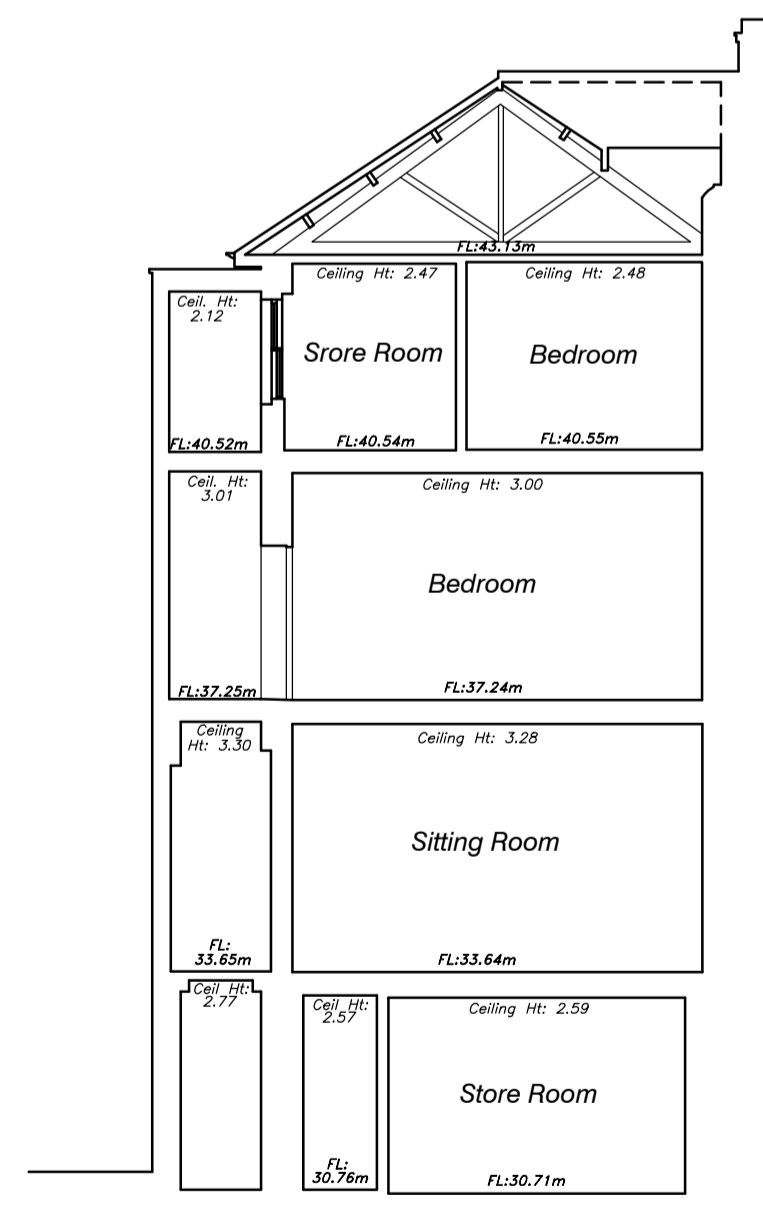 FL:43.13m
Ceiling Ht: 2.47
Ceiling Ht: 2.48
Ceil. Ht:
2.12
Srore Room
Bedroom
FL:40.52m
FL:40.54m
FL:40.55m
Ceil. Ht:
3.01
Ceiling Ht: 3.00
Bedroom
FL:37.25m
FL:37.24m
Ceiling
Ht: 3.30
Ceiling Ht: 3.28
Sitting Room
FL:
33.65m
FL:33.64m
Ceil Ht:
2.77
Ceil Ht:
2.57
Ceiling Ht: 2.59
Store Room
FL:
30.76m
FL:30.71m